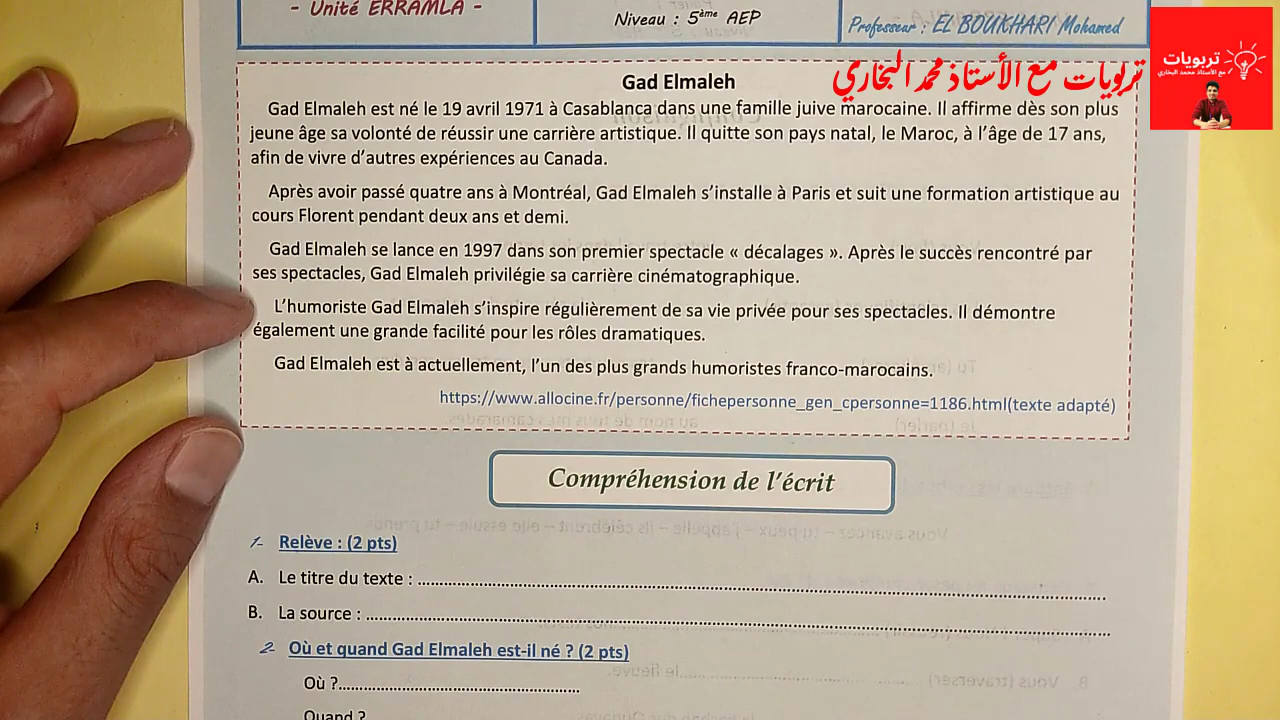 - Unité ERRAMLA -
Niveau : 5ème AEP
Professeur : EL BOUKHARI Mohamed
تربويات مع الأستاذ محمد البخاري
تربويات
مع الأستاذ محمد البخاري
Gad Elmaleh
Gad Elmaleh est né le 19 avril 1971 à Casablanca dans une famille juive marocaine. Il affirme dès son plus
jeune âge sa volonté de réussir une carrière artistique. Il quitte son pays natal, le Maroc, à l’âge de 17 ans,
afin de vivre d’autres expériences au Canada.
Après avoir passé quatre ans à Montréal, Gad Elmaleh s’installe à Paris et suit une formation artistique au
cours Florent pendant deux ans et demi.
Gad Elmaleh se lance en 1997 dans son premier spectacle « décalages ». Après le succès rencontré par
ses spectacles, Gad Elmaleh privilégie sa carrière cinématographique.
L’humoriste Gad Elmaleh s’inspire régulièrement de sa vie privée pour ses spectacles. Il démontre
également une grande facilité pour les rôles dramatiques.
Gad Elmaleh est à actuellement, l’un des plus grands humoristes franco-marocains.
https://www.allocine.fr/personne/fichepersonne_gen_cpersonne=1186.html(texte adapté)
Compréhension de l’écrit
1- Relève : (2 pts)
A. Le titre du texte : ........................................................
B. La source : ........................................................
2- Où et quand Gad Elmaleh est-il né ? (2 pts)
Où ?........................................................
Quand ?